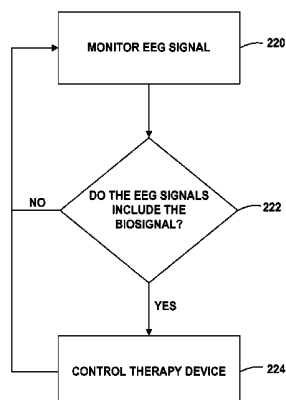 MONITOR EEG SIGNAL
220
DO THE EEG SIGNALS
INCLUDE THE
BIOSIGNAL?
222
NO
YES
CONTROL THERAPY DEVICE
224